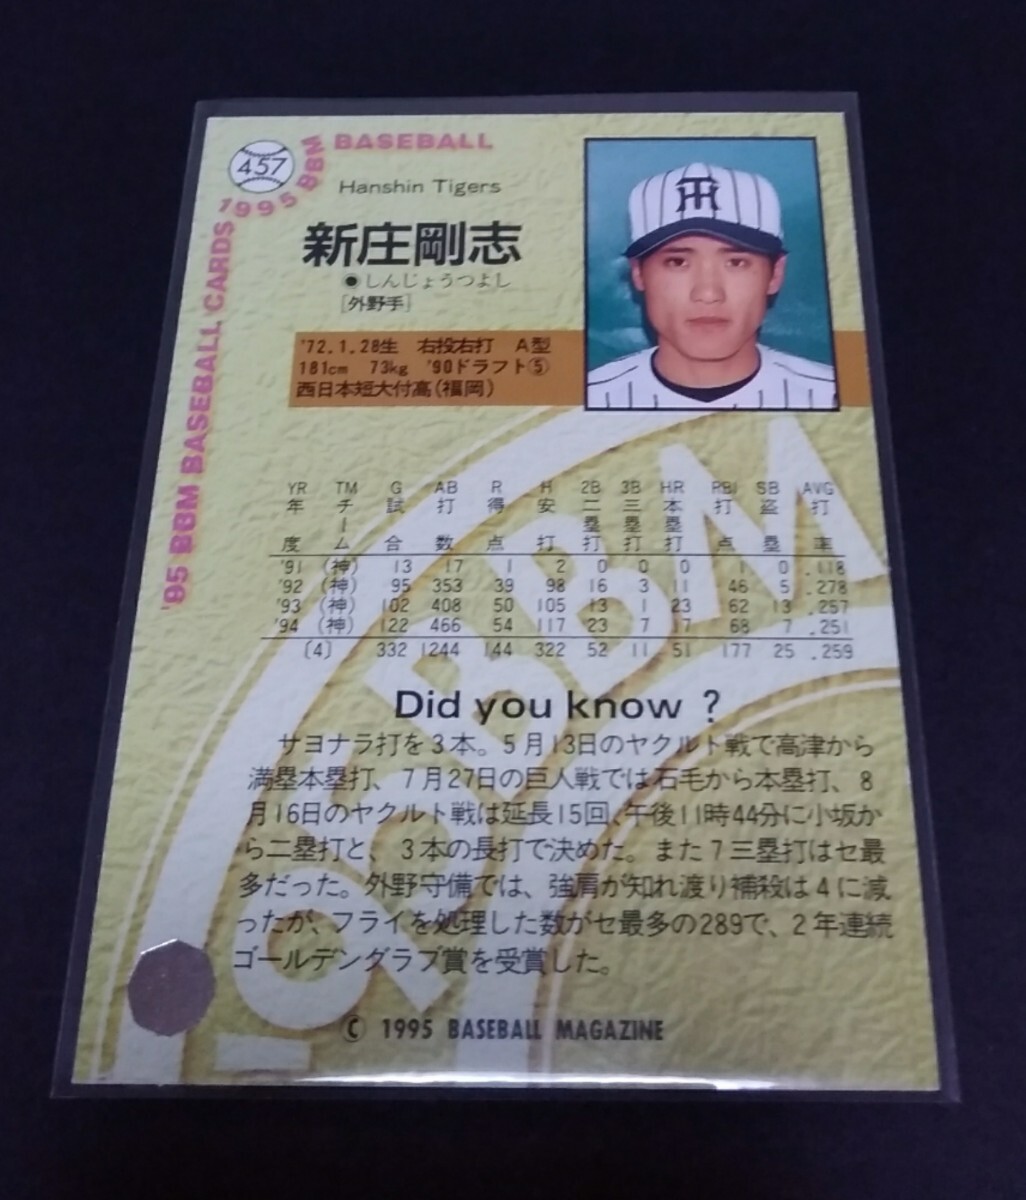 457
'95 BBM BASEBALL CARDS 1995 BBM BASEBALL
Hanshin Tigers
新庄剛志
●しんじょうつよし
[外野手]
'72.1.28生 右投右打 A型
181cm 73kg '90ドラフト⑤
西日本短大付高(福岡)
YR TM G AB R H 2B 3B HR RBI SB AVG
年度 チーム 試合 打数 得点 安打 二塁打 三塁打 本塁打 打点 盗塁 打率
'91 (神) 13 17 1 2 0 0 0 1 0 .118
'92 (神) 95 353 39 98 16 3 11 46 5 .278
'93 (神) 102 408 50 105 13 1 23 62 13 .257
'94 (神) 122 466 54 117 23 7 17 68 7 .251
(4) 332 1244 144 322 52 11 51 177 25 .259
Did you know ?
サヨナラ打を3本。5月13日のヤクルト戦で高津から
満塁本塁打、7月27日の巨人戦では石毛から本塁打、8
月16日のヤクルト戦は延長15回、午後11時44分に小坂か
ら二塁打と、3本の長打で決めた。また7三塁打はセ最
多だった。外野守備では、強肩が知れ渡り補殺は4に減
ったが、フライを処理した数がセ最多の289で、2年連続
ゴールデングラブ賞を受賞した。
© 1995 BASEBALL MAGAZINE
'95 BBM
TH